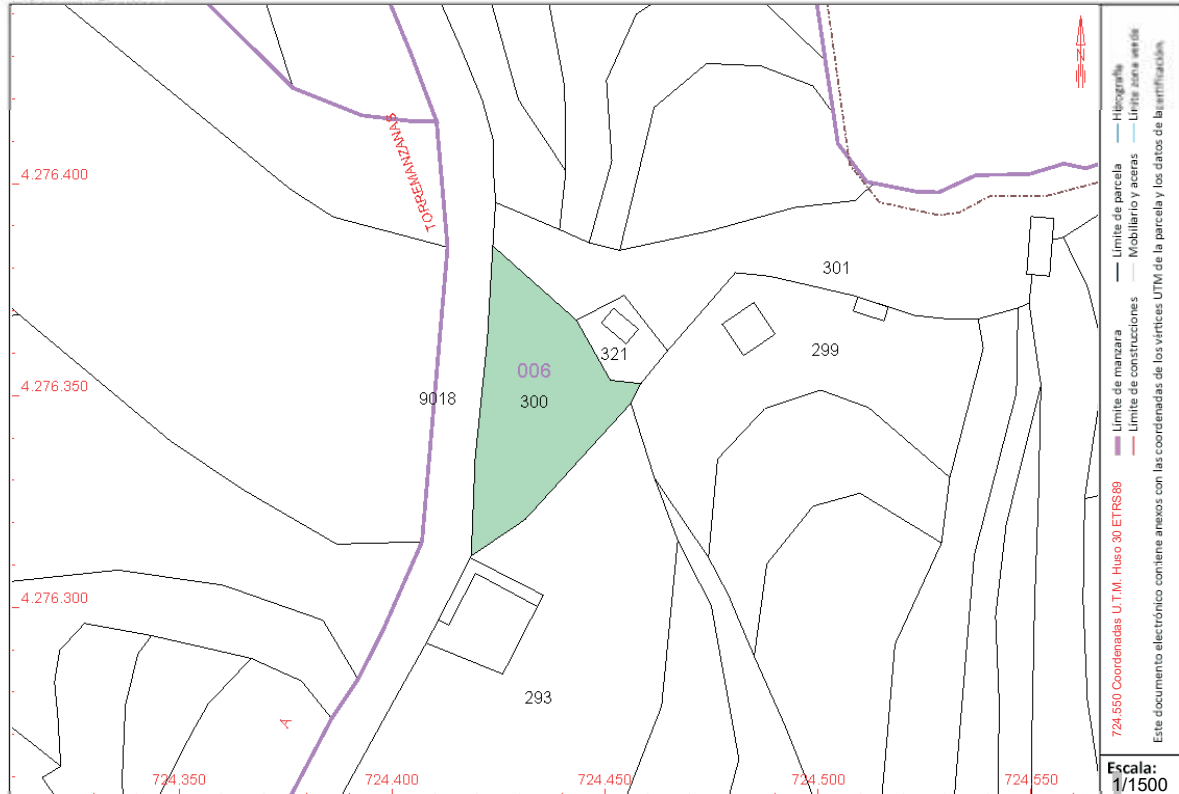 4.276.400
TORREMANZANAS
301
299
321
006
300
4.276.350
9018
4.276.300
293
A
724.350
724.400
724.450
724.500
724.550
724.550 Coordenadas U.T.M. Huso 30 ETRS89
Límite de manzara
Límite de parcela
Hidrografía
Límite de construcciones
Mobiliario y aceras
Límite zona verde
Este documento electrónico contiene anexos con las coordenadas de los vértices UTM de la parcela y los datos de la certificación.
Escala:
1/1500